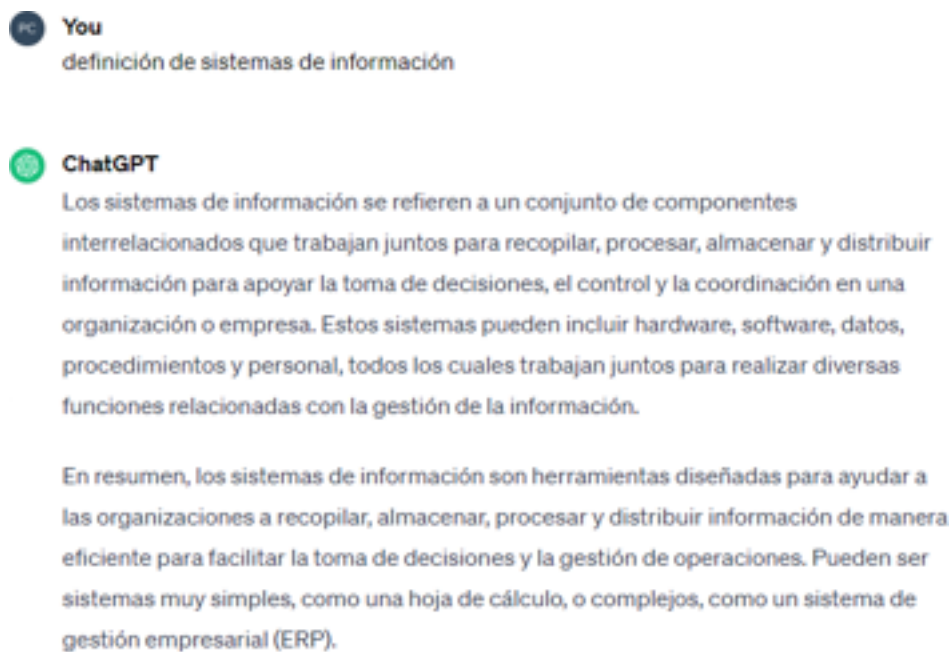 PC
You
definición de sistemas de información
ChatGPT
Los sistemas de información se refieren a un conjunto de componentes
interrelacionados que trabajan juntos para recopilar, procesar, almacenar y distribuir
información para apoyar la toma de decisiones, el control y la coordinación en una
organización o empresa. Estos sistemas pueden incluir hardware, software, datos,
procedimientos y personal, todos los cuales trabajan juntos para realizar diversas
funciones relacionadas con la gestión de la información.
En resumen, los sistemas de información son herramientas diseñadas para ayudar a
las organizaciones a recopilar, almacenar, procesar y distribuir información de manera
eficiente para facilitar la toma de decisiones y la gestión de operaciones. Pueden ser
sistemas muy simples, como una hoja de cálculo, o complejos, como un sistema de
gestión empresarial (ERP).